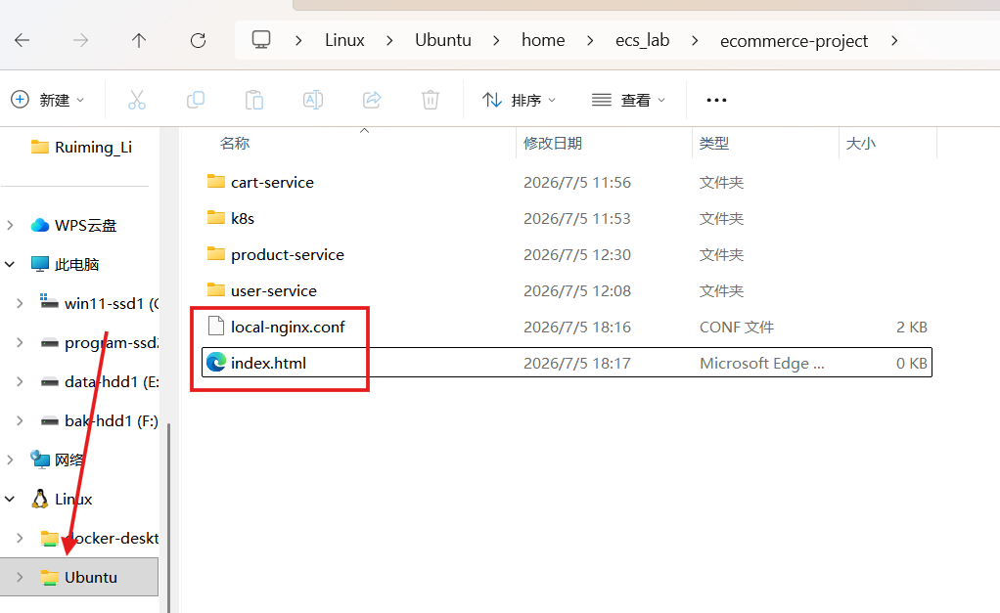 Linux > Ubuntu > home > ecs_lab > ecommerce-project >
新建 排序 查看 •••
Ruiming_Li
WPS云盘
此电脑
win11-ssd1 (
program-ssd
data-hdd1 (E:
bak-hdd1 (F:)
网络
Linux
docker-deskt
Ubuntu
名称 修改日期 类型 大小
cart-service 2026/7/5 11:56 文件夹
k8s 2026/7/5 11:53 文件夹
product-service 2026/7/5 12:30 文件夹
user-service 2026/7/5 12:08 文件夹
local-nginx.conf 2026/7/5 18:16 CONF 文件 2 KB
index.html 2026/7/5 18:17 Microsoft Edge ... 0 KB